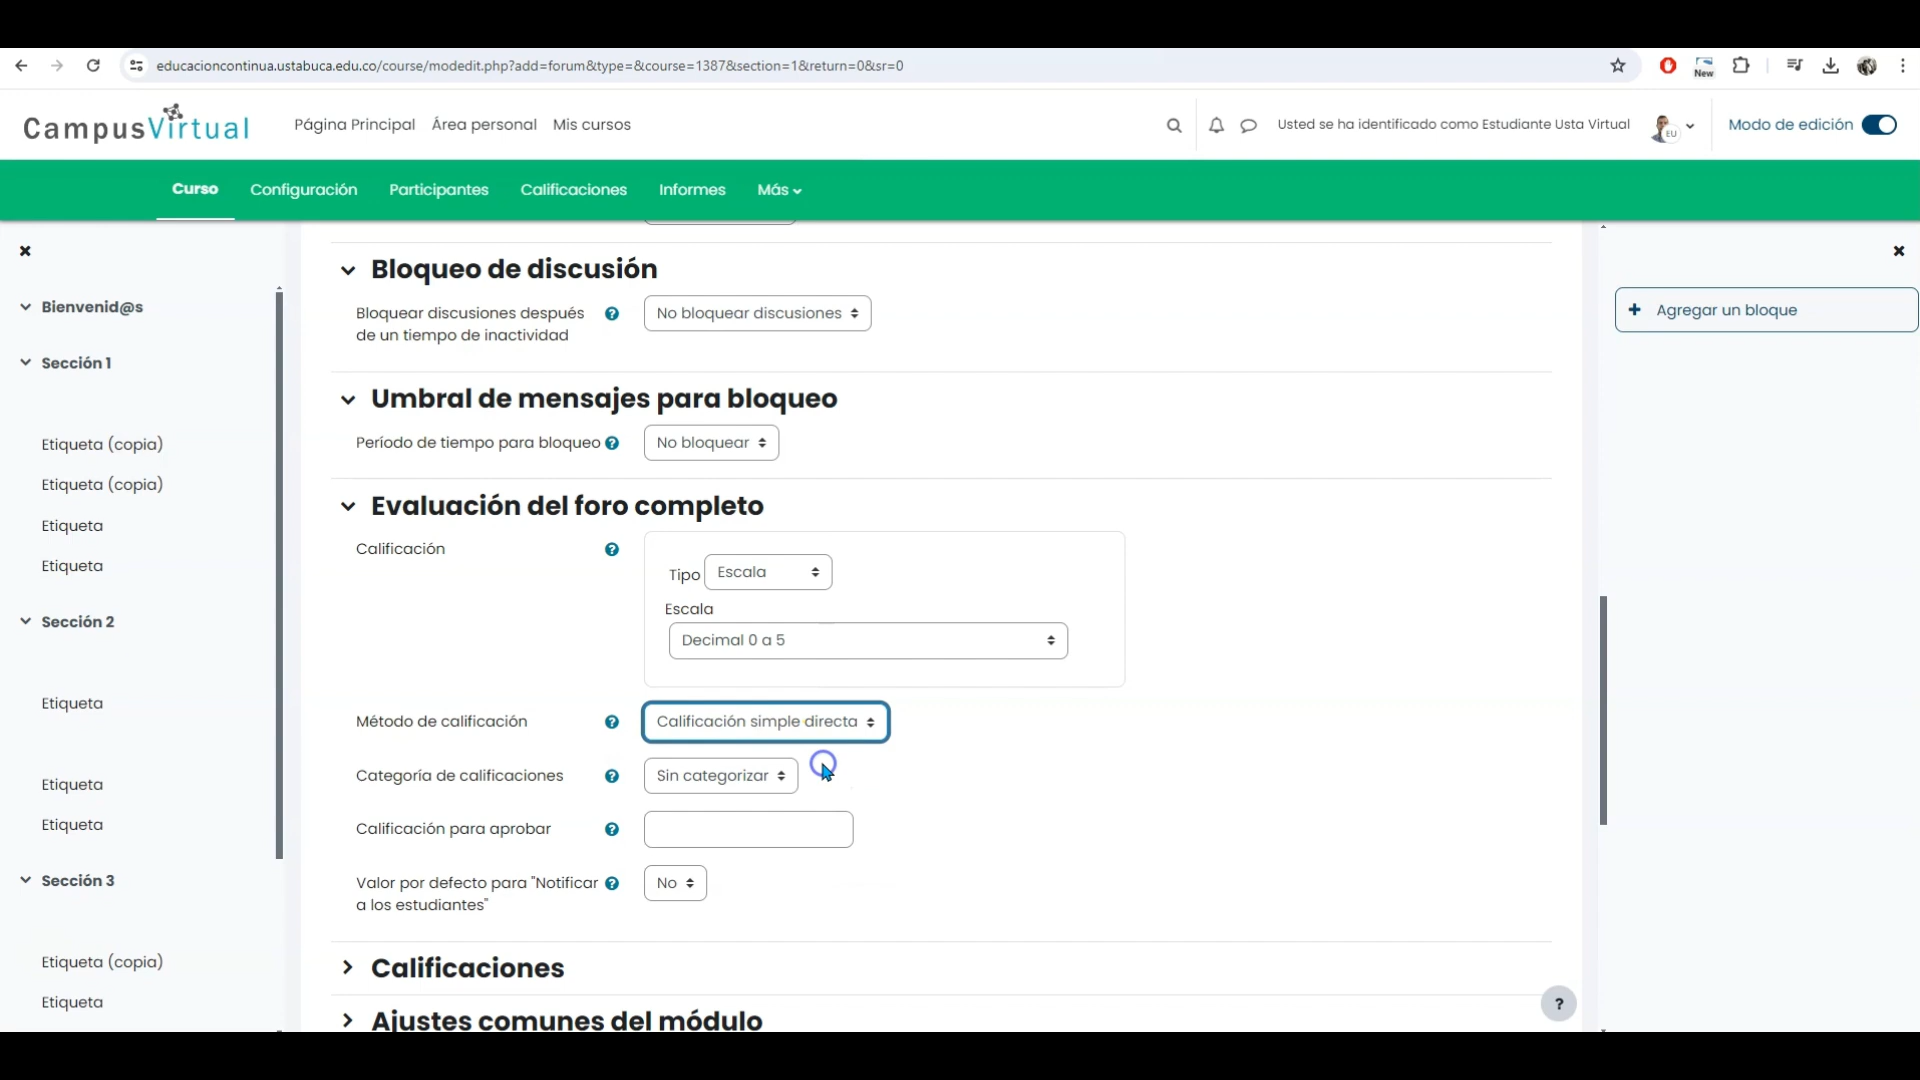 educacioncontinua.ustabuca.edu.co/course/modedit.php?add=forum&type=&course=1387&section=1&return=0&sr=0
New
CampusVirtual
Página Principal
Área personal
Mis cursos
Usted se ha identificado como Estudiante Usta Virtual
EU
Modo de edición
Curso
Configuración
Participantes
Calificaciones
Informes
Más
Bienvenid@s
Sección 1
Etiqueta (copia)
Etiqueta (copia)
Etiqueta
Etiqueta
Sección 2
Etiqueta
Etiqueta
Etiqueta
Sección 3
Etiqueta (copia)
Etiqueta
Bloqueo de discusión
Bloquear discusiones después
de un tiempo de inactividad
No bloquear discusiones
Umbral de mensajes para bloqueo
Período de tiempo para bloqueo
No bloquear
Evaluación del foro completo
Calificación
Tipo
Escala
Escala
Decimal 0 a 5
Método de calificación
Calificación simple directa
Categoría de calificaciones
Sin categorizar
Calificación para aprobar
Valor por defecto para "Notificar
a los estudiantes"
No
Calificaciones
Ajustes comunes del módulo
+ Agregar un bloque
?